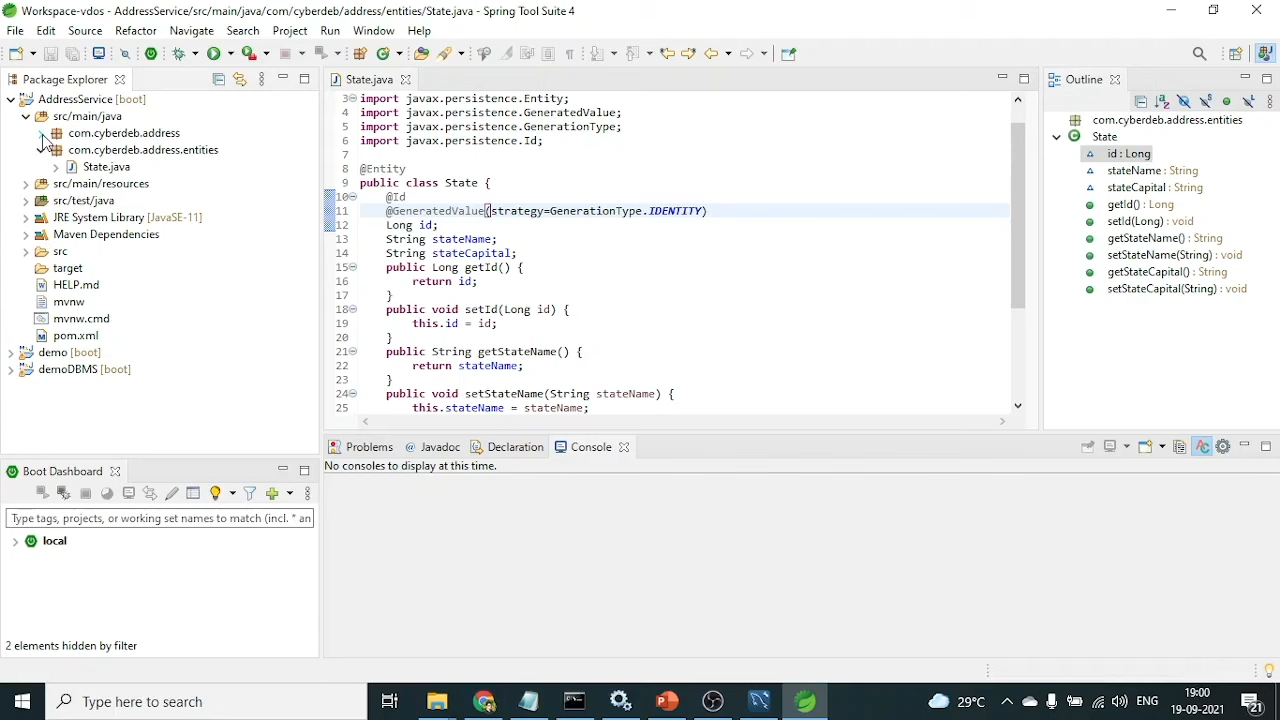 Workspace-vdos - AddressService/src/main/java/com/cyberdeb/address/entities/State.java - Spring Tool Suite 4
File Edit Source Refactor Navigate Search Project Run Window Help
Package Explorer
AddressService [boot]
src/main/java
com.cyberdeb.address
com.cyberdeb.address.entities
State.java
src/main/resources
src/test/java
JRE System Library [JavaSE-11]
Maven Dependencies
src
target
HELP.md
mvnw
mvnw.cmd
pom.xml
demo [boot]
demoDBMS [boot]
State.java
3 import javax.persistence.Entity;
4 import javax.persistence.GeneratedValue;
5 import javax.persistence.GenerationType;
6 import javax.persistence.Id;
7
8 @Entity
9 public class State {
10 @Id
11 @GeneratedValue(strategy=GenerationType.IDENTITY)
12 Long id;
13 String stateName;
14 String stateCapital;
15 public Long getId() {
16 return id;
17 }
18 public void setId(Long id) {
19 this.id = id;
20 }
21 public String getStateName() {
22 return stateName;
23 }
24 public void setStateName(String stateName) {
25 this.stateName = stateName;
Outline
com.cyberdeb.address.entities
State
id : Long
stateName : String
stateCapital : String
getId() : Long
setId(Long) : void
getStateName() : String
setStateName(String) : void
getStateCapital() : String
setStateCapital(String) : void
Problems Javadoc Declaration Console
No consoles to display at this time.
Boot Dashboard
Type tags, projects, or working set names to match (incl. * an
local
2 elements hidden by filter
Type here to search
29°C
ENG
19:00
19-09-2021
21